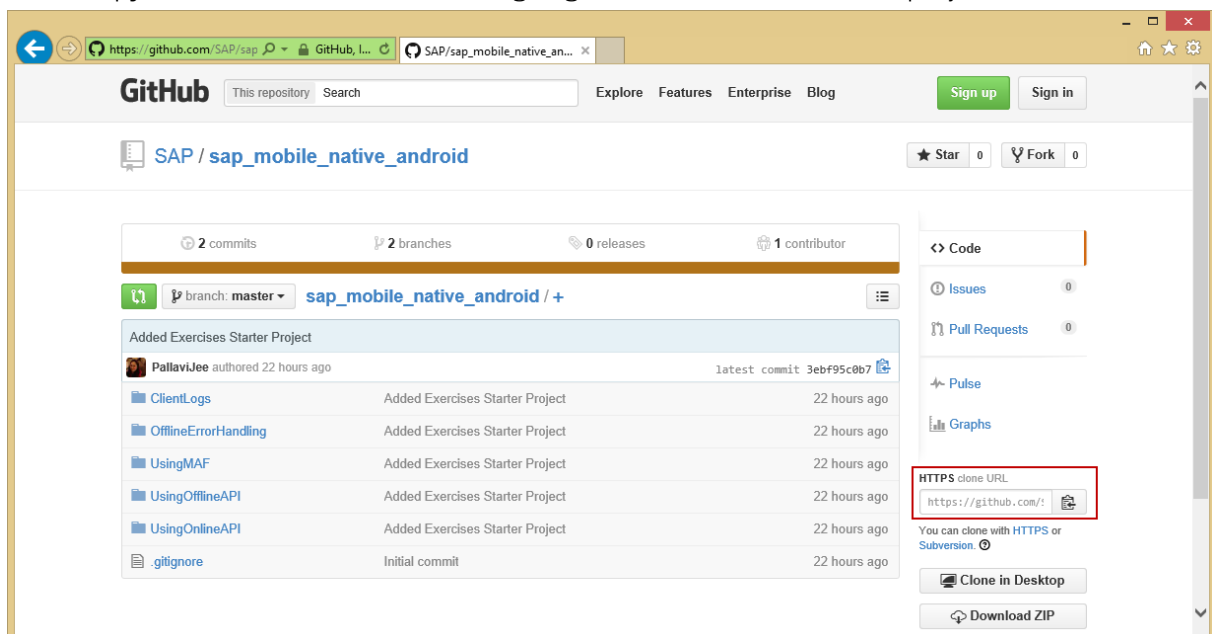 https://github.com/SAP/sap GitHub, I... SAP/sap_mobile_native_an...
GitHub This repository Search Explore Features Enterprise Blog Sign up Sign in
SAP / sap_mobile_native_android Star 0 Fork 0
2 commits 2 branches 0 releases 1 contributor
<> Code
branch: master sap_mobile_native_android / +
Issues 0
Added Exercises Starter Project
Pull Requests 0
PallaviJee authored 22 hours ago latest commit 3ebf95c0b7
Pulse
ClientLogs Added Exercises Starter Project 22 hours ago
Graphs
OfflineErrorHandling Added Exercises Starter Project 22 hours ago
UsingMAF Added Exercises Starter Project 22 hours ago
HTTPS clone URL
UsingOfflineAPI Added Exercises Starter Project 22 hours ago
https://github.com/
UsingOnlineAPI Added Exercises Starter Project 22 hours ago
You can clone with HTTPS or
Subversion.
.gitignore Initial commit 22 hours ago
Clone in Desktop
Download ZIP